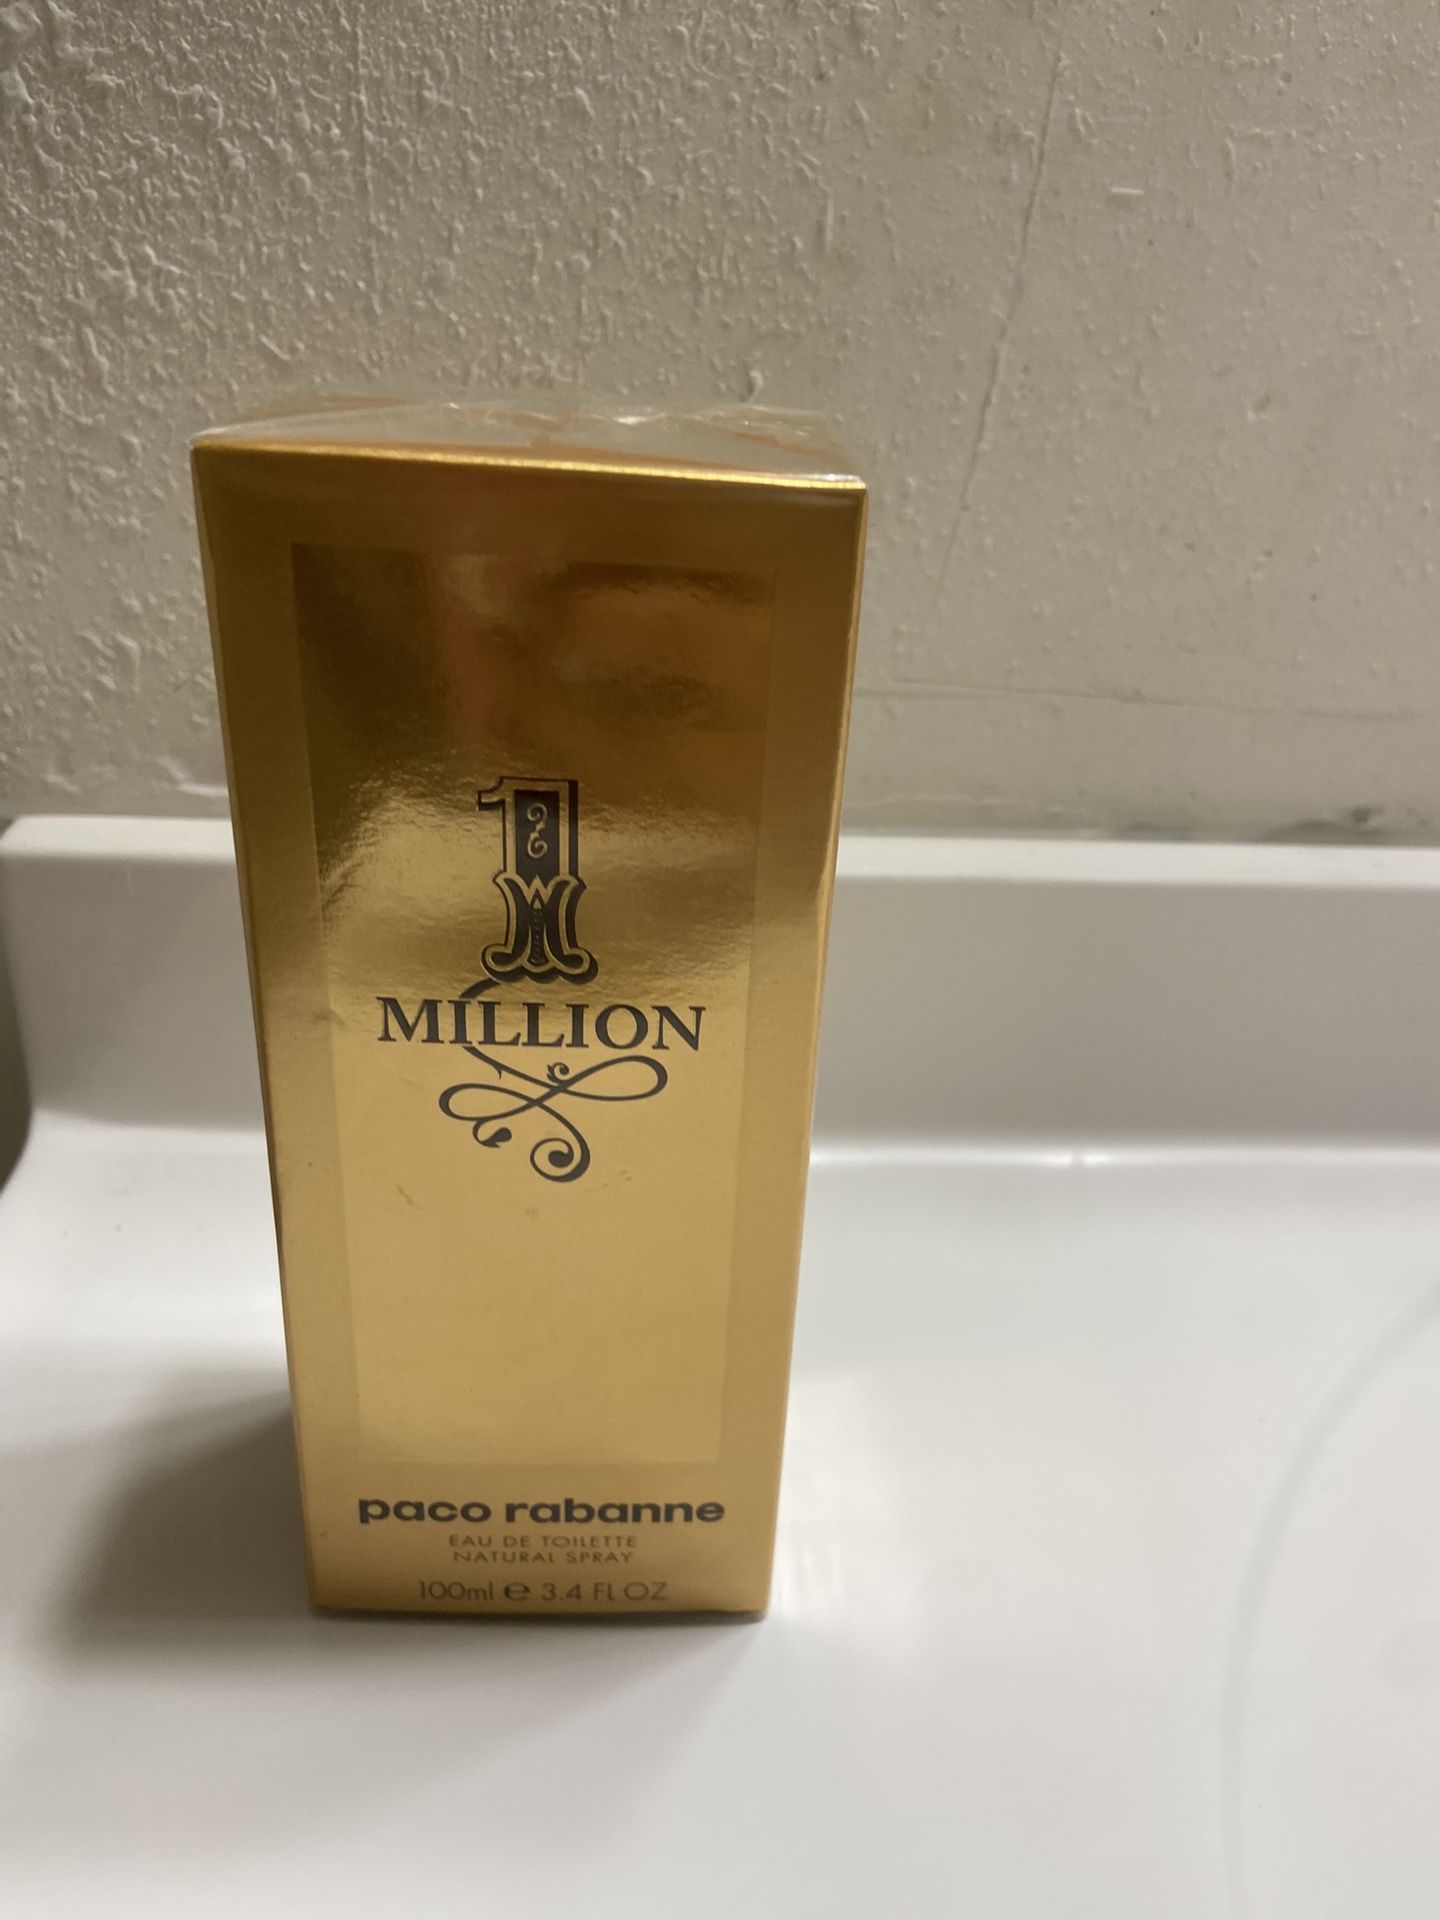 1
MILLION
paco rabanne
EAU DE TOILETTE
NATURAL SPRAY
100ml e 3.4 FL OZ